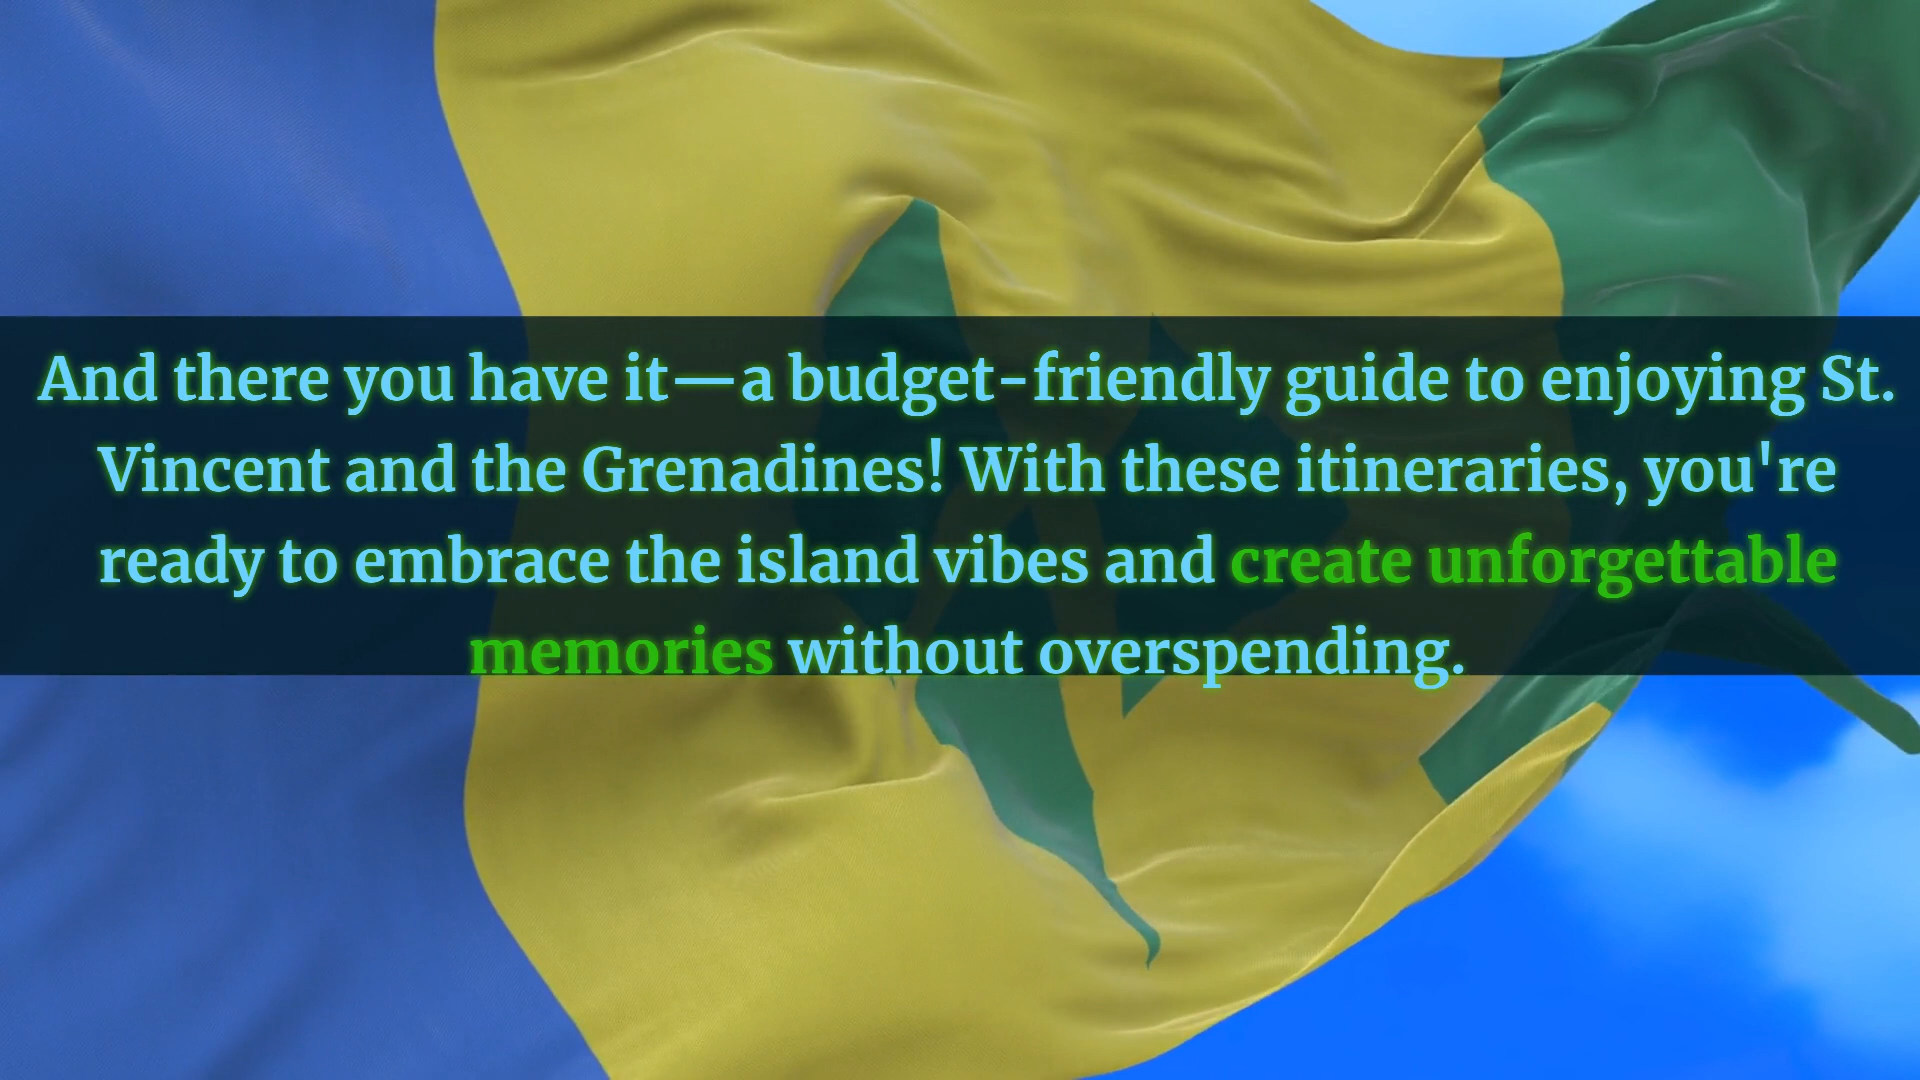 And there you have it—a budget-friendly guide to enjoying St.
Vincent and the Grenadines! With these itineraries, you're
ready to embrace the island vibes and create unforgettable
memories without overspending.